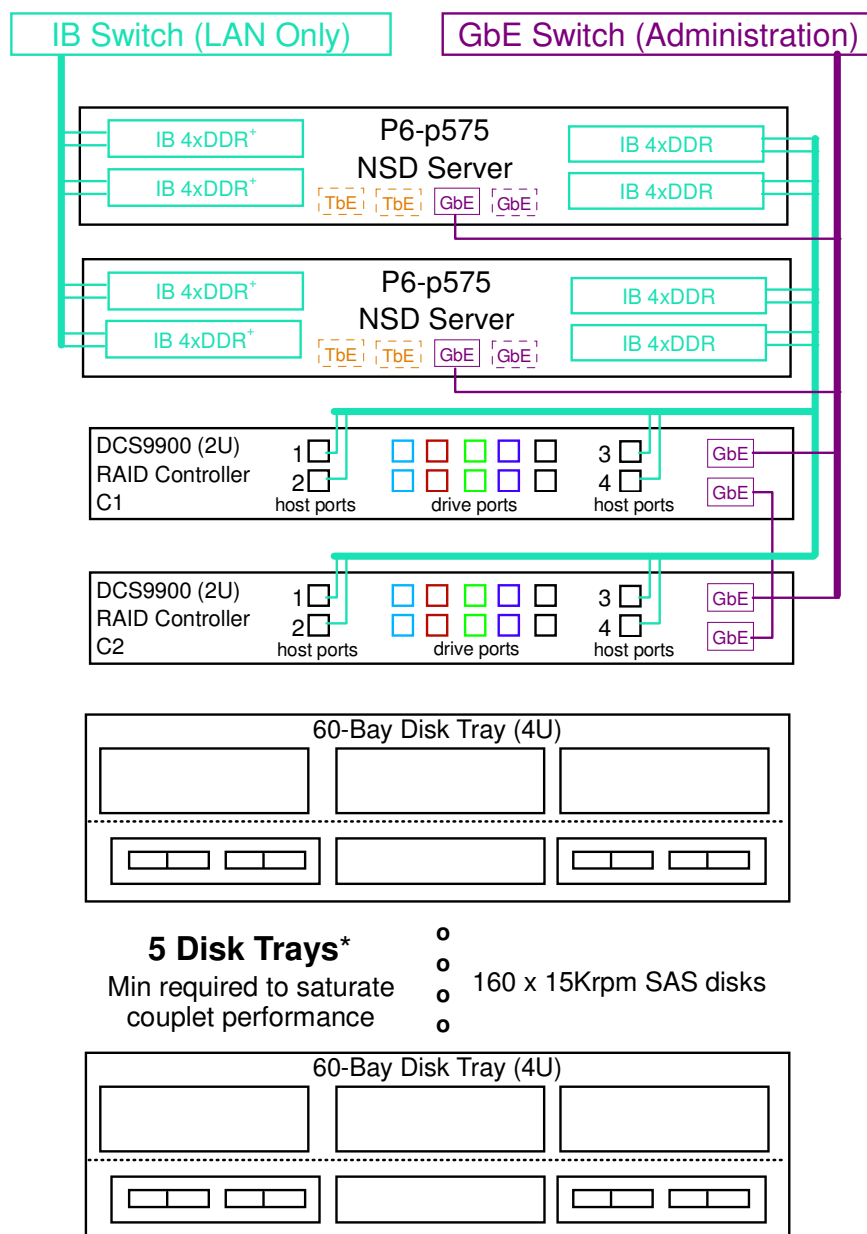 IB Switch (LAN Only)
GbE Switch (Administration)
P6-p575
NSD Server
IB 4xDDR+
IB 4xDDR+
IB 4xDDR
IB 4xDDR
TbE TbE GbE GbE
P6-p575
NSD Server
IB 4xDDR+
IB 4xDDR+
IB 4xDDR
IB 4xDDR
TbE TbE GbE GbE
DCS9900 (2U)
RAID Controller
C1
1
2
host ports
drive ports
3
4
host ports
GbE
GbE
DCS9900 (2U)
RAID Controller
C2
1
2
host ports
drive ports
3
4
host ports
GbE
GbE
60-Bay Disk Tray (4U)
5 Disk Trays*
Min required to saturate
couplet performance
160 x 15Krpm SAS disks
60-Bay Disk Tray (4U)